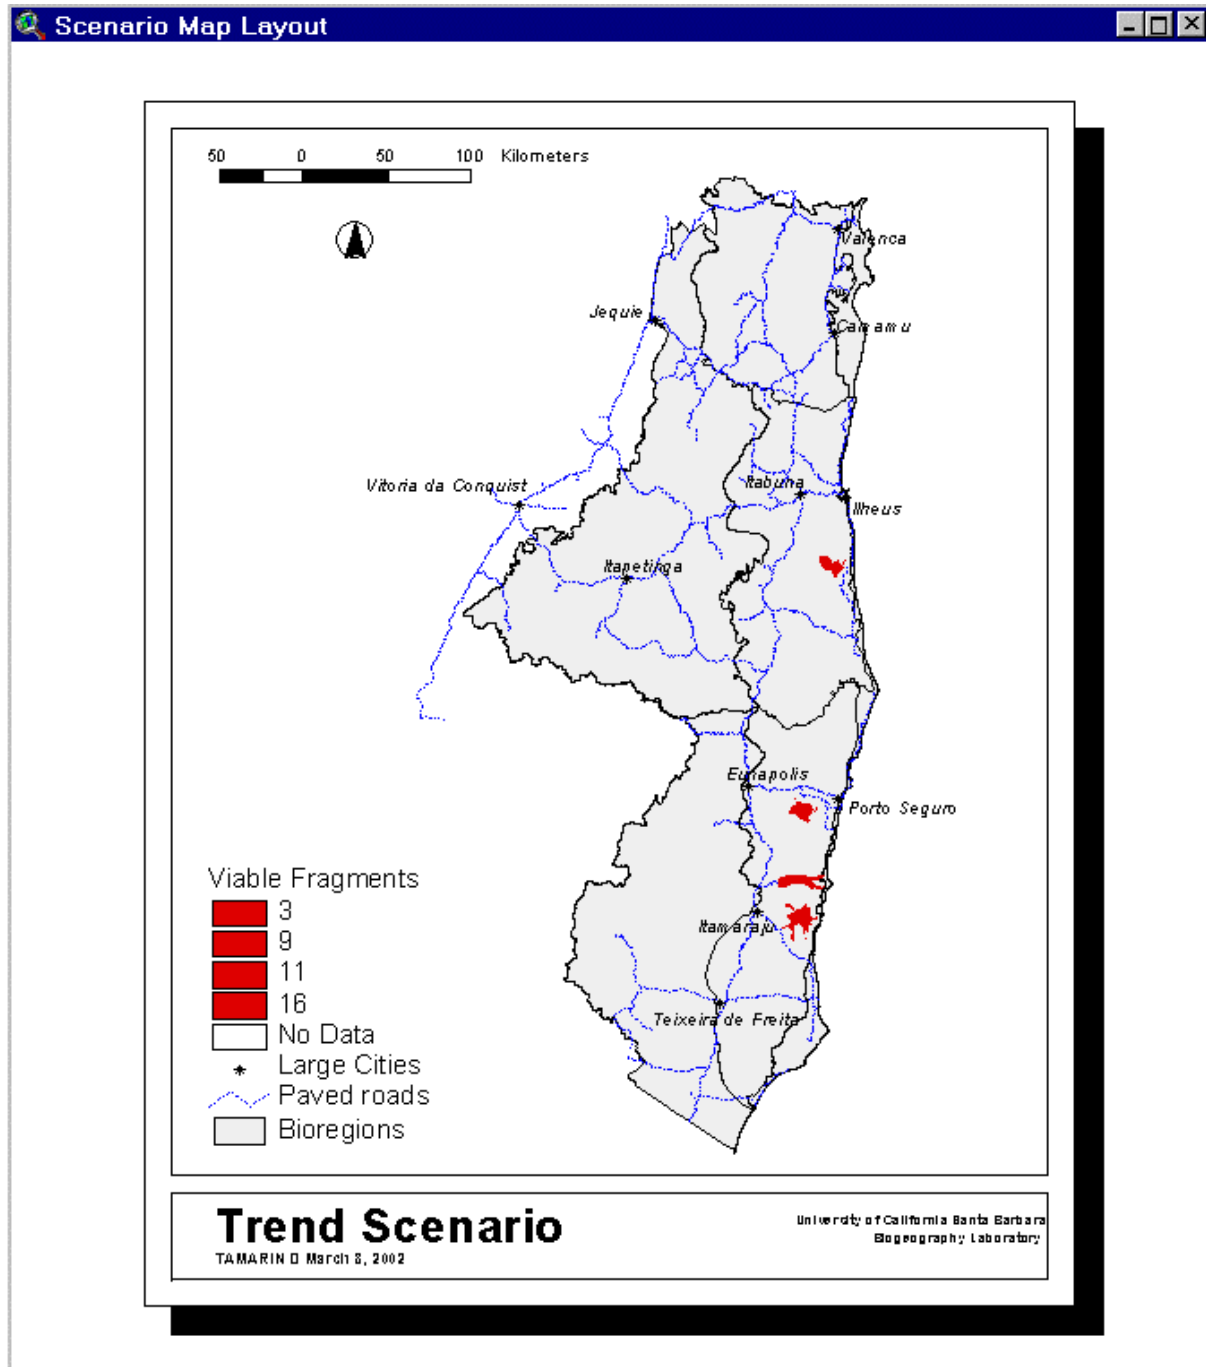 Scenario Map Layout
50 0 50 100 Kilometers
Valenca
Jequie
Camamu
Vitoria da Conquist
Itabuna
Ilheus
Itapetinga
Eunapolis
Porto Seguro
Itamaraju
Teixeira de Freita
Viable Fragments
3
9
11
16
No Data
Large Cities
Paved roads
Bioregions
Trend Scenario
TAMARIN D March 8, 2002
University of California Santa Barbara
Biogeography Laboratory